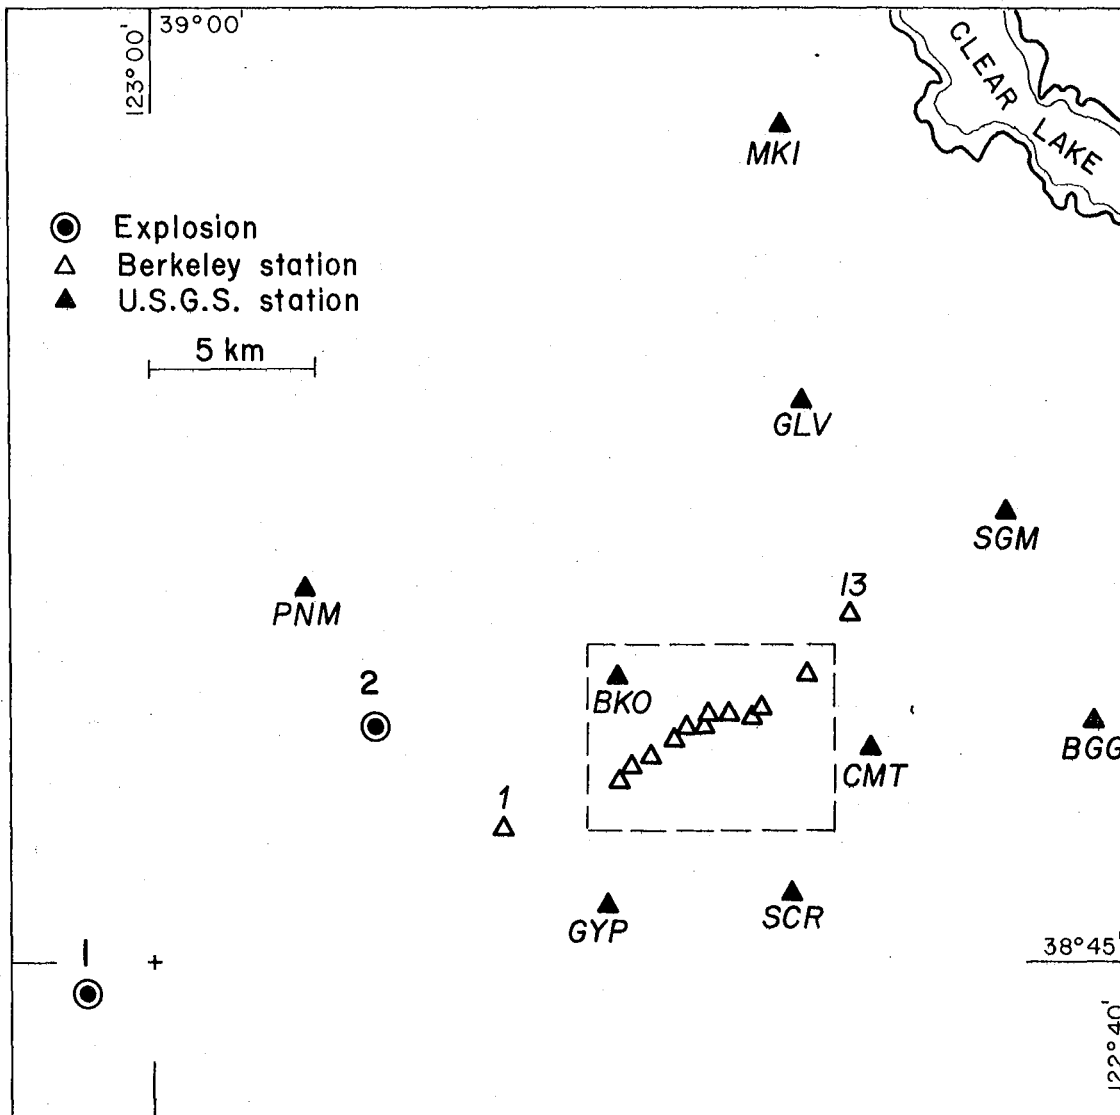 39°00'
123°00'
CLEAR
LAKE
MKI
Explosion
Berkeley station
U.S.G.S. station
5 km
GLV
SGM
13
PNM
2
BKO
BGG
CMT
1
SCR
GYP
1
38°45'
122°40'